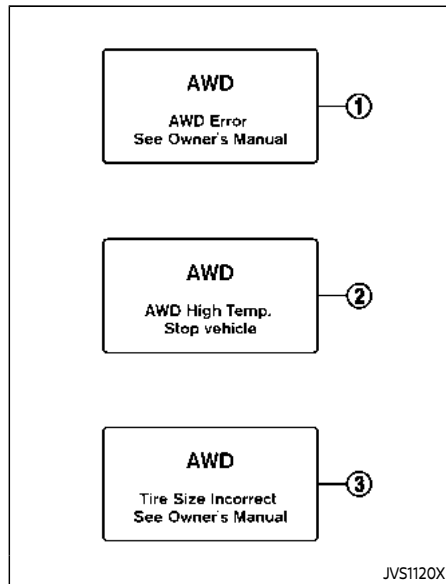 AWD
AWD Error
See Owner's Manual
1
AWD
AWD High Temp.
Stop vehicle
2
AWD
Tire Size Incorrect
See Owner's Manual
3
JVS1120X